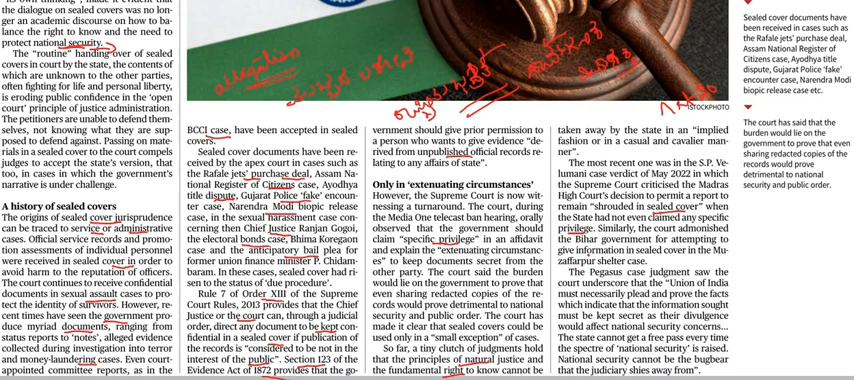 its own thinking", made it evident that
the dialogue on sealed covers was no lon-
ger an academic discourse on how to ba-
lance the right to know and the need to
protect national security.
The "routine" handing over of sealed
covers in court by the state, the contents of
which are unknown to the other parties,
often fighting for life and personal liberty,
is eroding public confidence in the 'open
court' principle of justice administration.
The petitioners are unable to defend them-
selves, not knowing what they are sup-
posed to defend against. Passing on mate-
rials in a sealed cover to the court compels
judges to accept the state's version, that
too, in cases in which the government's
narrative is under challenge.
A history of sealed covers
The origins of sealed cover jurisprudence
can be traced to service or administrative
cases. Official service records and promo-
tion assessments of individual personnel
were received in sealed cover in order to
avoid harm to the reputation of officers.
The court continues to receive confidential
documents in sexual assault cases to pro-
tect the identity of survivors. However, re-
cent times have seen the government pro-
duce myriad documents, ranging from
status reports to 'notes', alleged evidence
collected during investigation into terror
and money-laundering cases. Even court-
appointed committee reports, as in the
allegation
ISTOCKPHOTO
BCCI case, have been accepted in sealed
covers.
Sealed cover documents have been re-
ceived by the apex court in cases such as
the Rafale jets' purchase deal, Assam Na-
tional Register of Citizens case, Ayodhya
title dispute, Gujarat Police 'fake' encoun-
ter case, Narendra Modi biopic release
case, in the sexual harassment case con-
cerning then Chief Justice Ranjan Gogoi,
the electoral bonds case, Bhima Koregaon
case and the anticipatory bail plea for
former union finance minister P. Chidam-
baram. In these cases, sealed cover had ri-
sen to the status of 'due procedure'.
Rule 7 of Order XIII of the Supreme
Court Rules, 2013 provides that the Chief
Justice or the court can, through a judicial
order, direct any document to be kept con-
fidential in a sealed cover if publication of
the records is "considered to be not in the
interest of the public". Section 123 of the
Evidence Act of 1872 provides that the go-
vernment should give prior permission to
a person who wants to give evidence "de-
rived from unpublished official records re-
lating to any affairs of state".
Only in 'extenuating circumstances'
However, the Supreme Court is now wit-
nessing a turnaround. The court, during
the Media One telecast ban hearing, orally
observed that the government should
claim "specific privilege" in an affidavit
and explain the "extenuating circumstanc-
es" to keep documents secret from the
other party. The court said the burden
would lie on the government to prove that
even sharing redacted copies of the re-
cords would prove detrimental to national
security and public order. The court has
made it clear that sealed covers could be
used only in a "small exception" of cases.
So far, a tiny clutch of judgments hold
that the principles of natural justice and
the fundamental right to know cannot be
taken away by the state in an "implied
fashion or in a casual and cavalier man-
ner".
The most recent one was in the S.P. Ve-
lumani case verdict of May 2022 in which
the Supreme Court criticised the Madras
High Court's decision to permit a report to
remain "shrouded in sealed cover" when
the State had not even claimed any specific
privilege. Similarly, the court admonished
the Bihar government for attempting to
give information in sealed cover in the Mu-
zaffarpur shelter case.
The Pegasus case judgment saw the
court underscore that the "Union of India
must necessarily plead and prove the facts
which indicate that the information sought
must be kept secret as their divulgence
would affect national security concerns...
The state cannot get a free pass every time
the spectre of 'national security' is raised.
National security cannot be the bugbear
that the judiciary shies away from".
Sealed cover documents have
been received in cases such as
the Rafale jets' purchase deal,
Assam National Register of
Citizens case, Ayodhya title
dispute, Gujarat Police 'fake'
encounter case, Narendra Modi
biopic release case etc.
The court has said that the
burden would lie on the
government to prove that even
sharing redacted copies of the
records would prove
detrimental to national
security and public order.